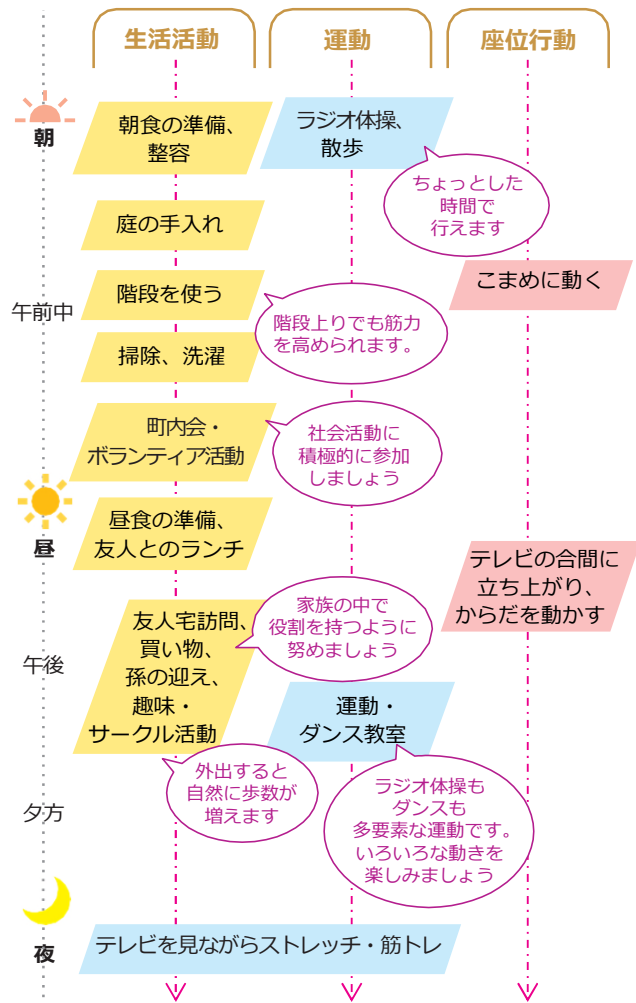 生活活動
運動
座位行動
朝
朝食の準備、
整容
ラジオ体操、
散歩
ちょっとした
時間で
行えます
庭の手入れ
午前中
階段を使う
階段上りでも筋力
を高められます。
こまめに動く
掃除、洗濯
町内会・
ボランティア活動
社会活動に
積極的に参加
しましょう
昼
昼食の準備、
友人とのランチ
テレビの合間に
立ち上がり、
からだを動かす
午後
友人宅訪問、
買い物、
孫の迎え、
趣味・
サークル活動
家族の中で
役割を持つように
努めましょう
運動・
ダンス教室
外出すると
自然に歩数が
増えます
ラジオ体操も
ダンスも
多要素な運動です。
いろいろな動きを
楽しみましょう
夕方
夜
テレビを見ながらストレッチ・筋トレ